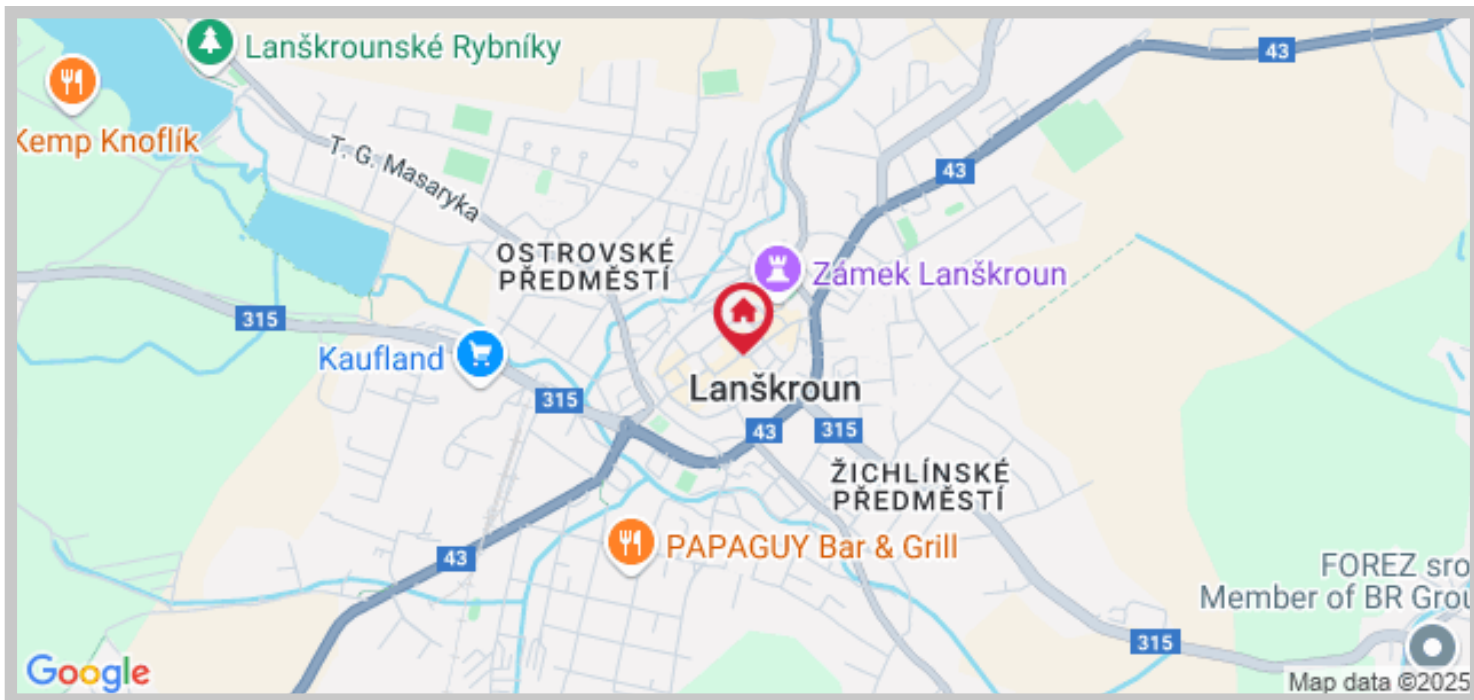 Lanškrounské Rybníky
43
Kemp Knoflík
T. G. Masaryka
43
OSTROVSKÉ
PŘEDMĚSTÍ
Zámek Lanškroun
315
Kaufland
Lanškroun
315
43
315
ŽICHLÍNSKÉ
PŘEDMĚSTÍ
PAPAGUY Bar & Grill
43
FOREZ sro
Member of BR Grou
315
Google
Map data ©2025